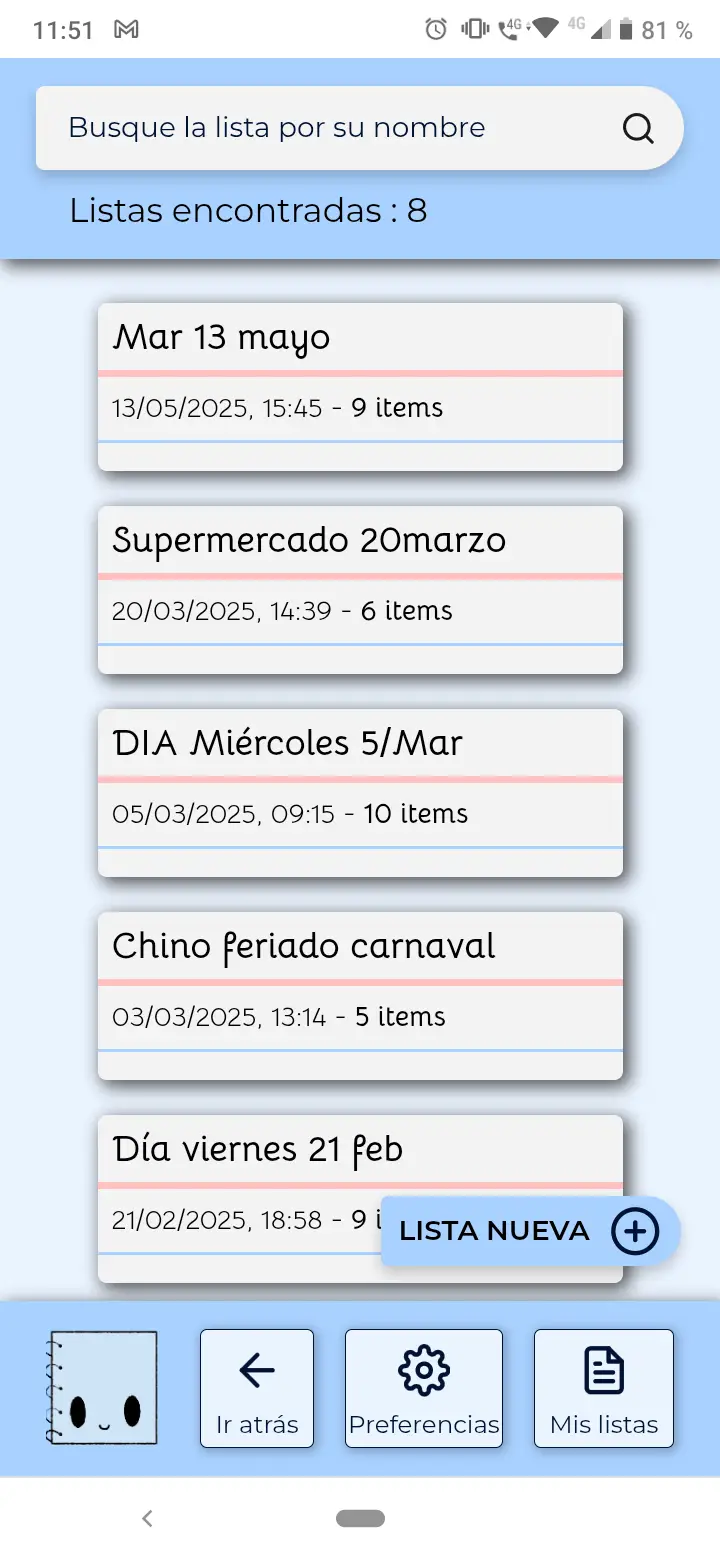 11:51 4G 4G 81 %
Busque la lista por su nombre
Listas encontradas : 8
Mar 13 mayo
13/05/2025, 15:45 - 9 items
Supermercado 20marzo
20/03/2025, 14:39 - 6 items
DIA Miércoles 5/Mar
05/03/2025, 09:15 - 10 items
Chino feriado carnaval
03/03/2025, 13:14 - 5 items
Día viernes 21 feb
21/02/2025, 18:58 - 9 i
LISTA NUEVA
Ir atrás Preferencias Mis listas